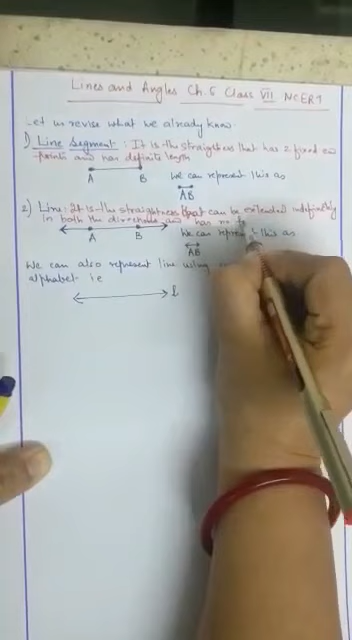 Lines and Angles Ch.5 Class VII NCERT
Let us revise what we already know.
1) Line Segment: It is the straightness that has 2 fixed end
points and has definite length
A B We can represent this as
AB
2) Line: It is the straightness that can be extended indefinitely
in both the directions and has no
A B We can represent this as
AB
We can also represent line using
alphabet i.e
l